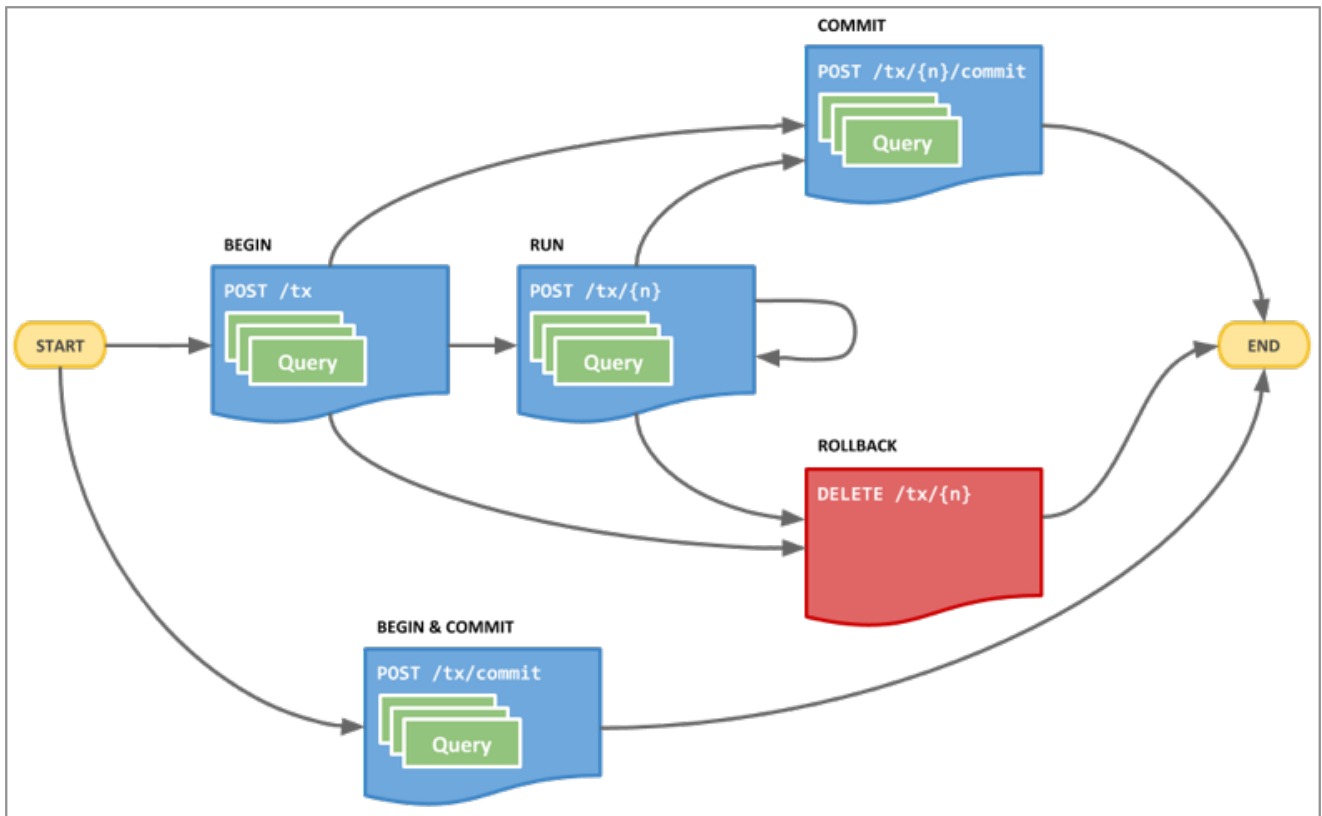 COMMIT
POST /tx/{n}/commit
Query
BEGIN
POST /tx
Query
RUN
POST /tx/{n}
Query
START
END
ROLLBACK
DELETE /tx/{n}
BEGIN & COMMIT
POST /tx/commit
Query